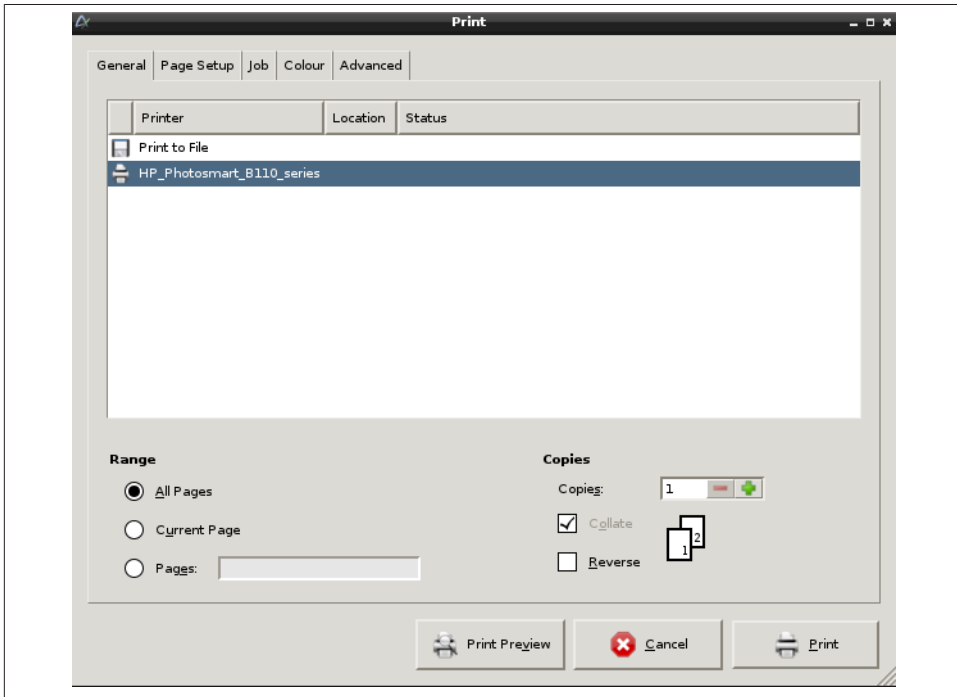 Print
General Page Setup Job Colour Advanced
Printer Location Status
Print to File
HP_Photosmart_B110_series
Range
All Pages
Current Page
Pages:
Copies
Copies: 1
Collate
Reverse
1 2
Print Preview Cancel Print